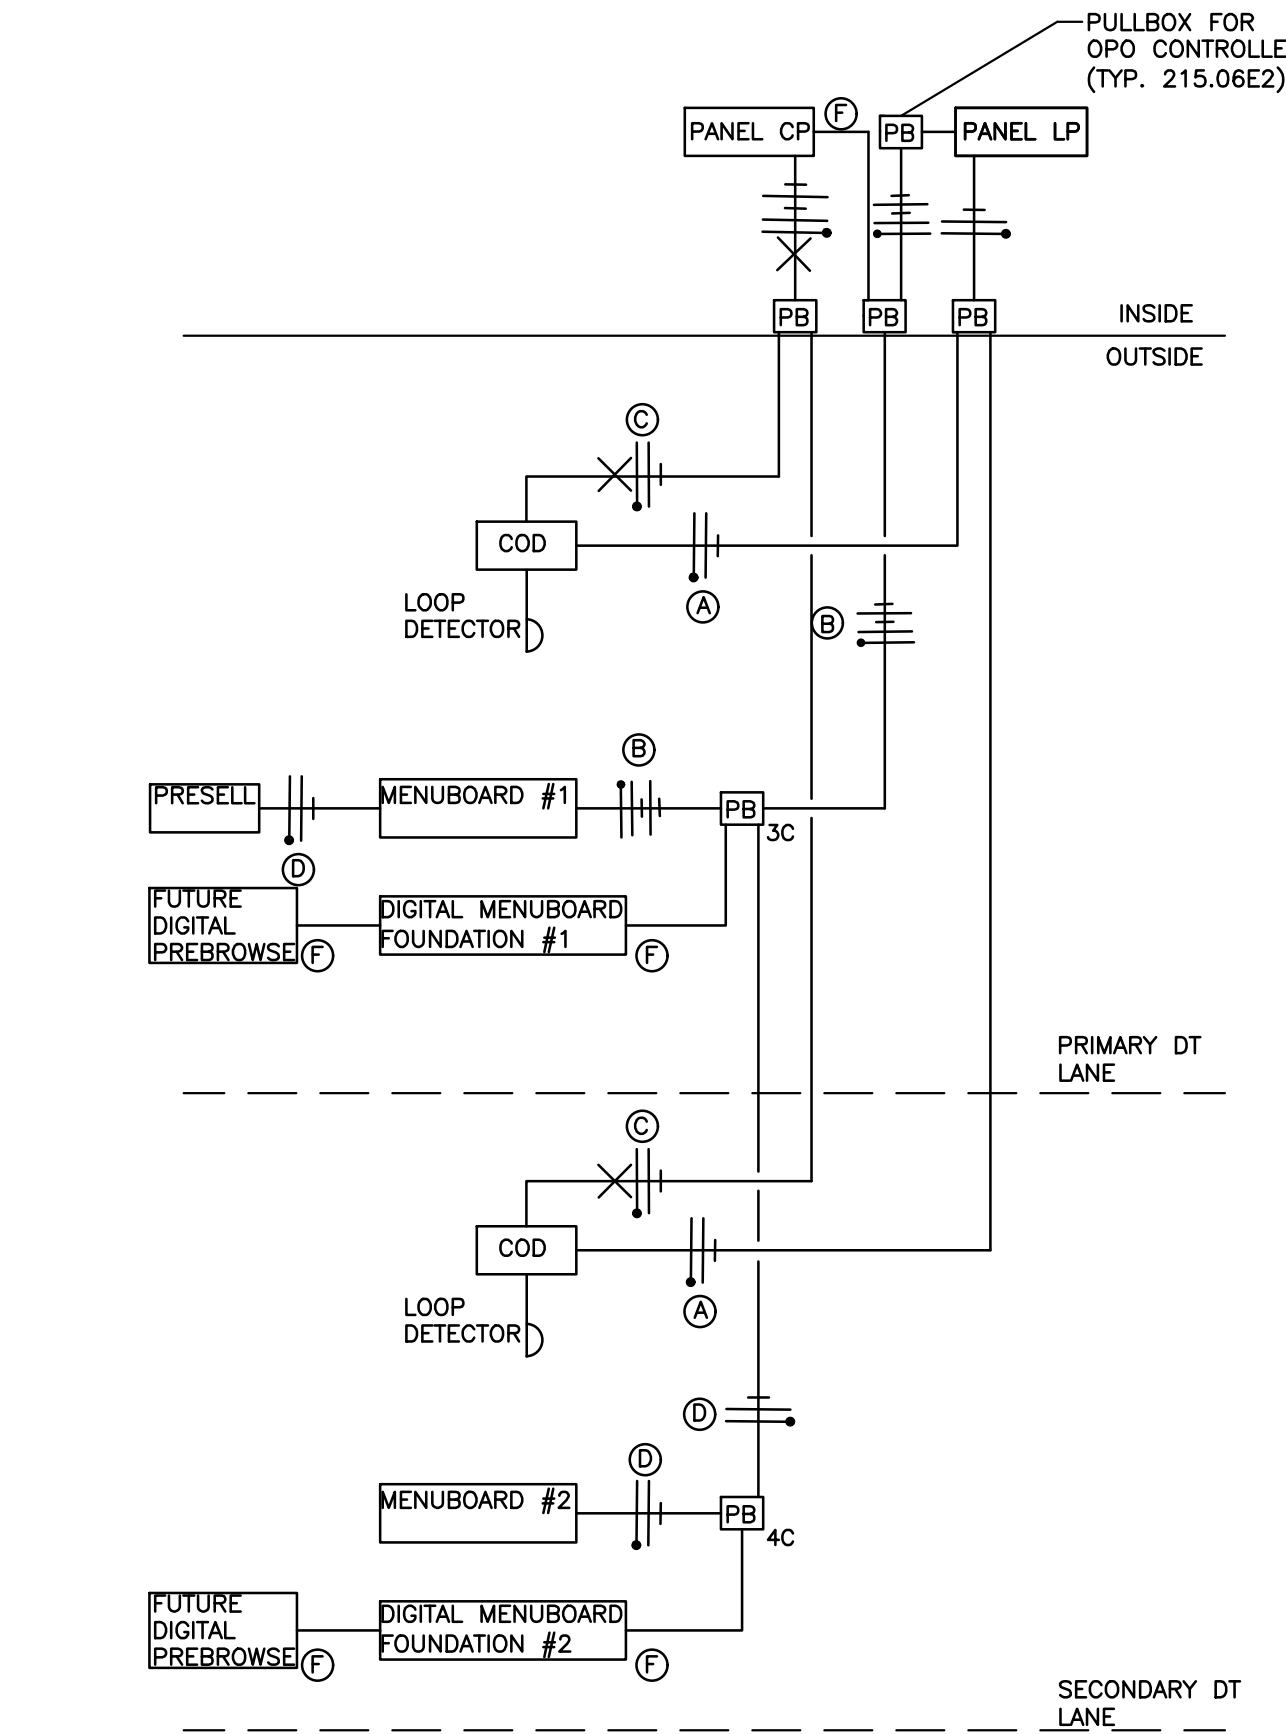 PULLBOX FOR
OPO CONTROLLE
(TYP. 215.06E2)
PANEL CP
F
PB
PANEL LP
PB
PB
PB
INSIDE
OUTSIDE
C
COD
A
LOOP
DETECTOR
B
B
PRESELL
MENUBOARD #1
PB
3C
D
FUTURE
DIGITAL
PREBROWSE
F
DIGITAL MENUBOARD
FOUNDATION #1
F
PRIMARY DT
LANE
C
COD
A
LOOP
DETECTOR
D
D
MENUBOARD #2
PB
4C
FUTURE
DIGITAL
PREBROWSE
F
DIGITAL MENUBOARD
FOUNDATION #2
F
SECONDARY DT
LANE